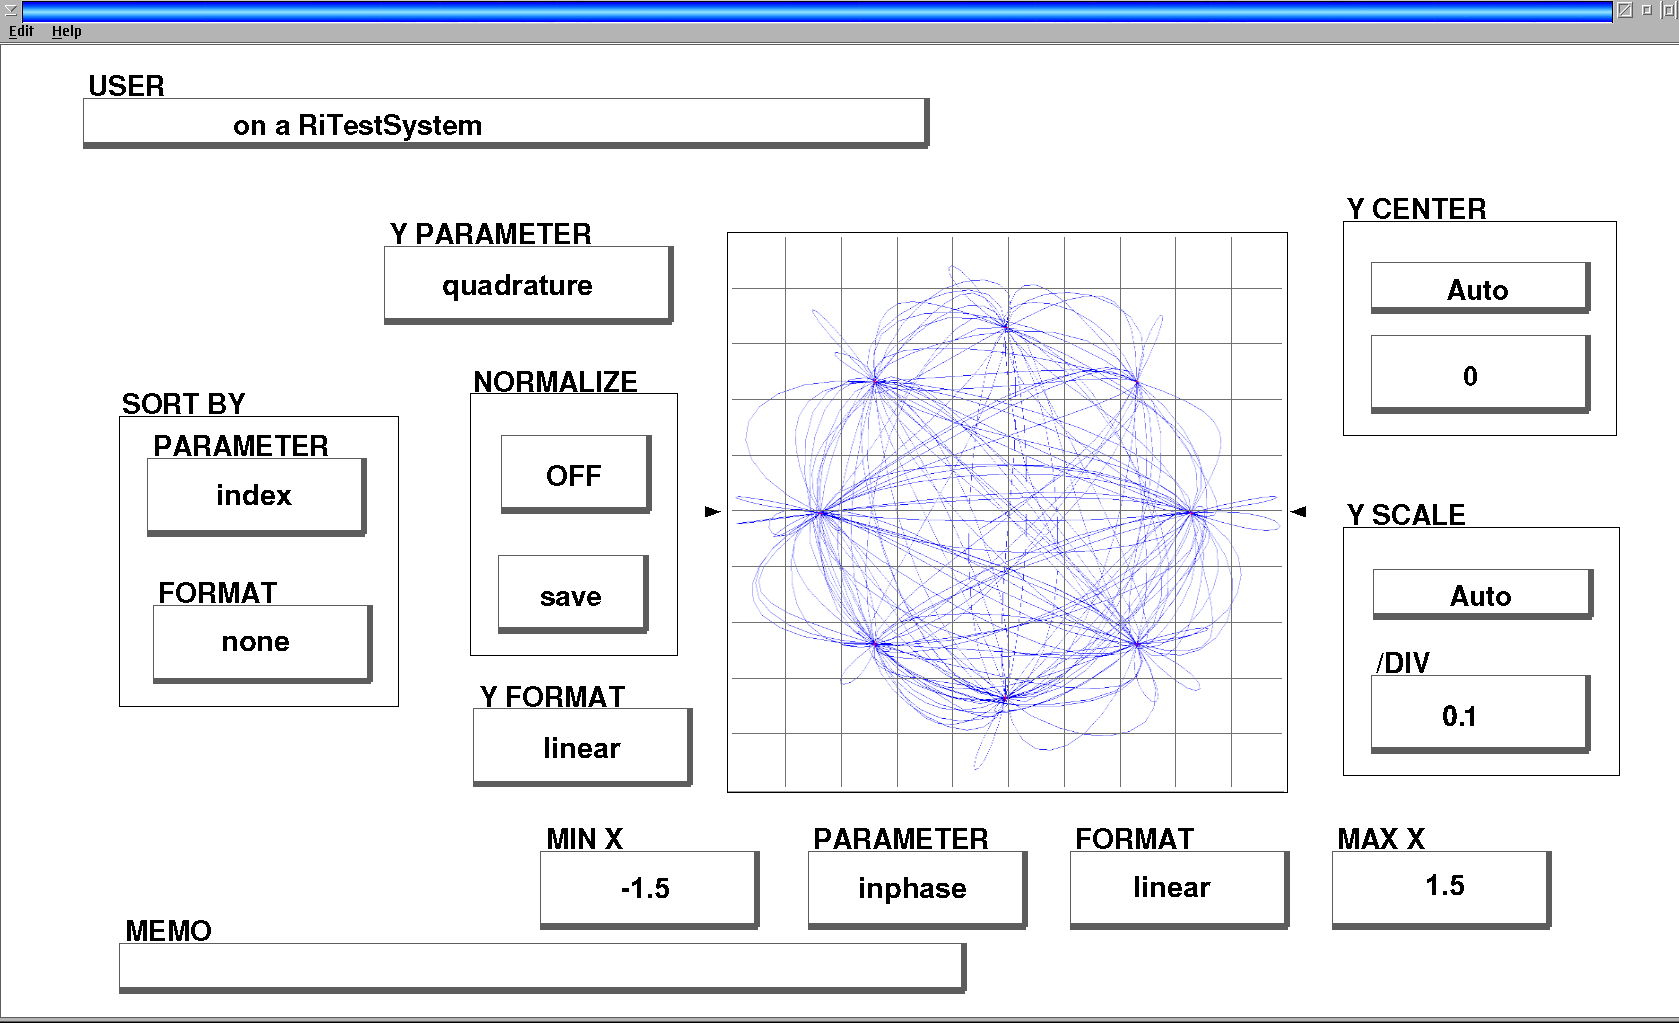 Edit Help
USER
on a RiTestSystem
Y PARAMETER
quadrature
Y CENTER
Auto
0
NORMALIZE
OFF
save
SORT BY
PARAMETER
index
FORMAT
none
Y SCALE
Auto
/DIV
0.1
Y FORMAT
linear
MIN X
-1.5
PARAMETER
inphase
FORMAT
linear
MAX X
1.5
MEMO